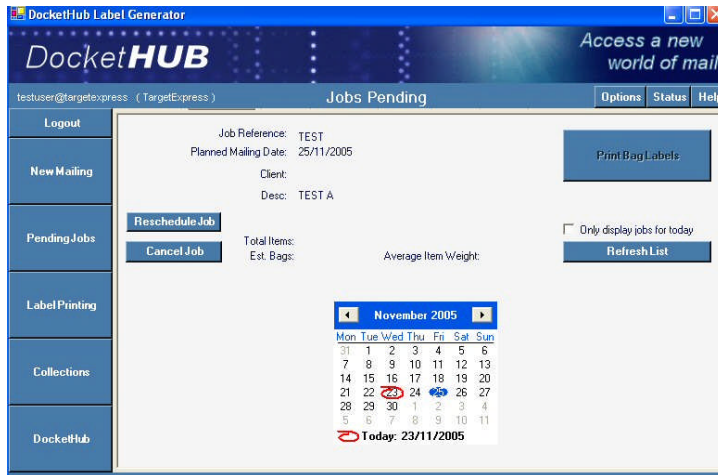 DocketHub Label Generator
DocketHUB
Access a new
world of mail
testuser@targetexpress ( TargetExpress )
Jobs Pending
Options Status Help
Logout
New Mailing
Pending Jobs
Label Printing
Collections
DocketHub
Job Reference: TEST
Planned Mailing Date: 25/11/2005
Client:
Desc: TEST A
Print Bag Labels
Reschedule Job
Cancel Job
Total Items:
Est. Bags: Average Item Weight:
Only display jobs for today
Refresh List
November 2005
Mon Tue Wed Thu Fri Sat Sun
31 1 2 3 4 5 6
7 8 9 10 11 12 13
14 15 16 17 18 19 20
21 22 23 24 25 26 27
28 29 30 1 2 3 4
5 6 7 8 9 10 11
Today: 23/11/2005